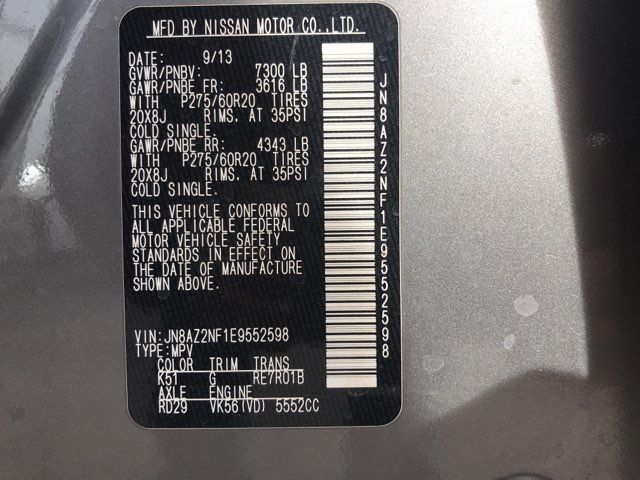 MFD BY NISSAN MOTOR CO.,LTD.
DATE: 9/13
GVWR/PNBV: 7300 LB
GAWR/PNBE FR: 3616 LB
WITH P275/60R20 TIRES
20X8J RIMS. AT 35PSI
COLD SINGLE.
GAWR/PNBE RR: 4343 LB
WITH P275/60R20 TIRES
20X8J RIMS. AT 35PSI
COLD SINGLE.
THIS VEHICLE CONFORMS TO
ALL APPLICABLE FEDERAL
MOTOR VEHICLE SAFETY
STANDARDS IN EFFECT ON
THE DATE OF MANUFACTURE
SHOWN ABOVE.
VIN:JN8AZ2NF1E9552598
TYPE:MPV
COLOR TRIM TRANS
K51 G RE7R01B
AXLE ENGINE
RD29 VK56(VD) 5552CC
JN8AZ2NF1E9552598